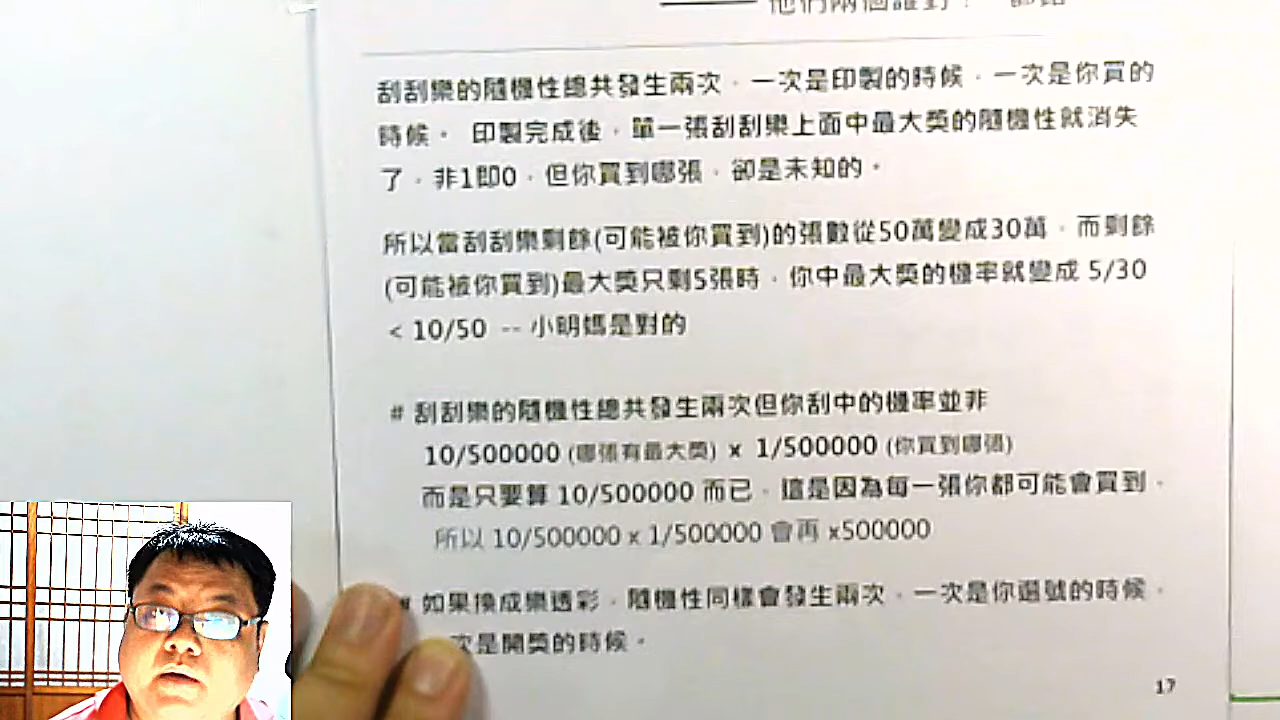 他們兩個誰對？
刮刮樂的隨機性總共發生兩次，一次是印製的時候，一次是你買的
時候。 印製完成後，單一張刮刮樂上面中最大獎的隨機性就消失
了，非1即0，但你買到哪張，卻是未知的。
所以當刮刮樂剩餘(可能被你買到)的張數從50萬變成30萬，而剩餘
(可能被你買到)最大獎只剩5張時，你中最大獎的機率就變成 5/30
< 10/50 -- 小明媽是對的
# 刮刮樂的隨機性總共發生兩次但你刮中的機率並非
10/500000 (哪張有最大獎) x 1/500000 (你買到哪張)
而是只要算 10/500000 而已，這是因為每一張你都可能會買到，
所以 10/500000 x 1/500000 會再 x500000
# 如果換成樂透彩，隨機性同樣會發生兩次，一次是你選號的時候，
次是開獎的時候。
17